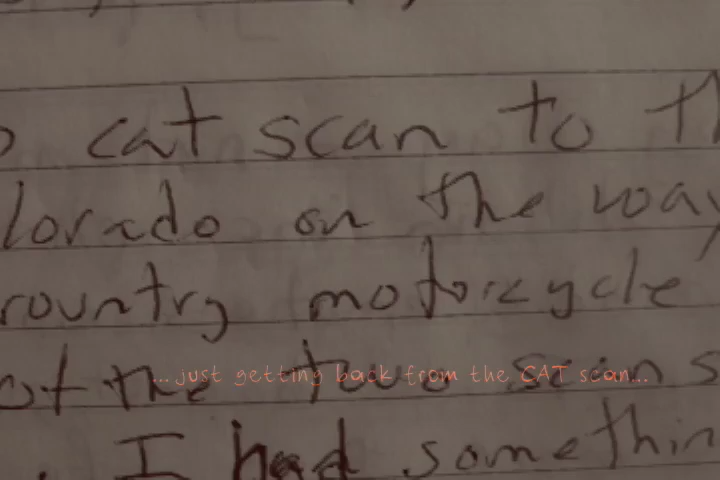 cat scan to th
lorado on the way
rountry motorcycle
of the two scans
...just getting back from the CAT scan...
. I had somethin